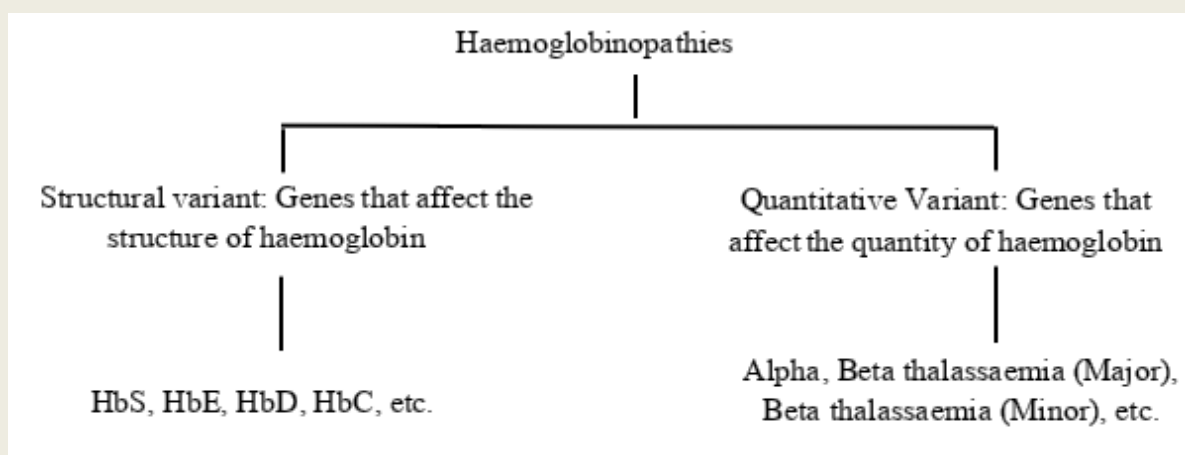 Haemoglobinopathies
Structural variant: Genes that affect the
structure of haemoglobin
Quantitative Variant: Genes that
affect the quantity of haemoglobin
HbS, HbE, HbD, HbC, etc.
Alpha, Beta thalassaemia (Major),
Beta thalassaemia (Minor), etc.